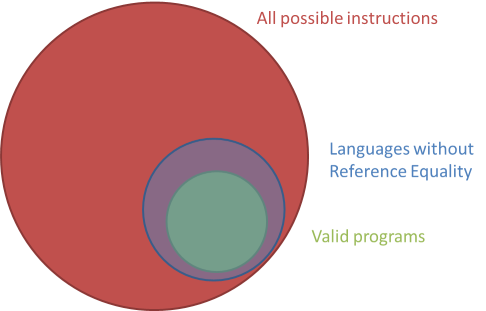 All possible instructions
Languages without
Reference Equality
Valid programs